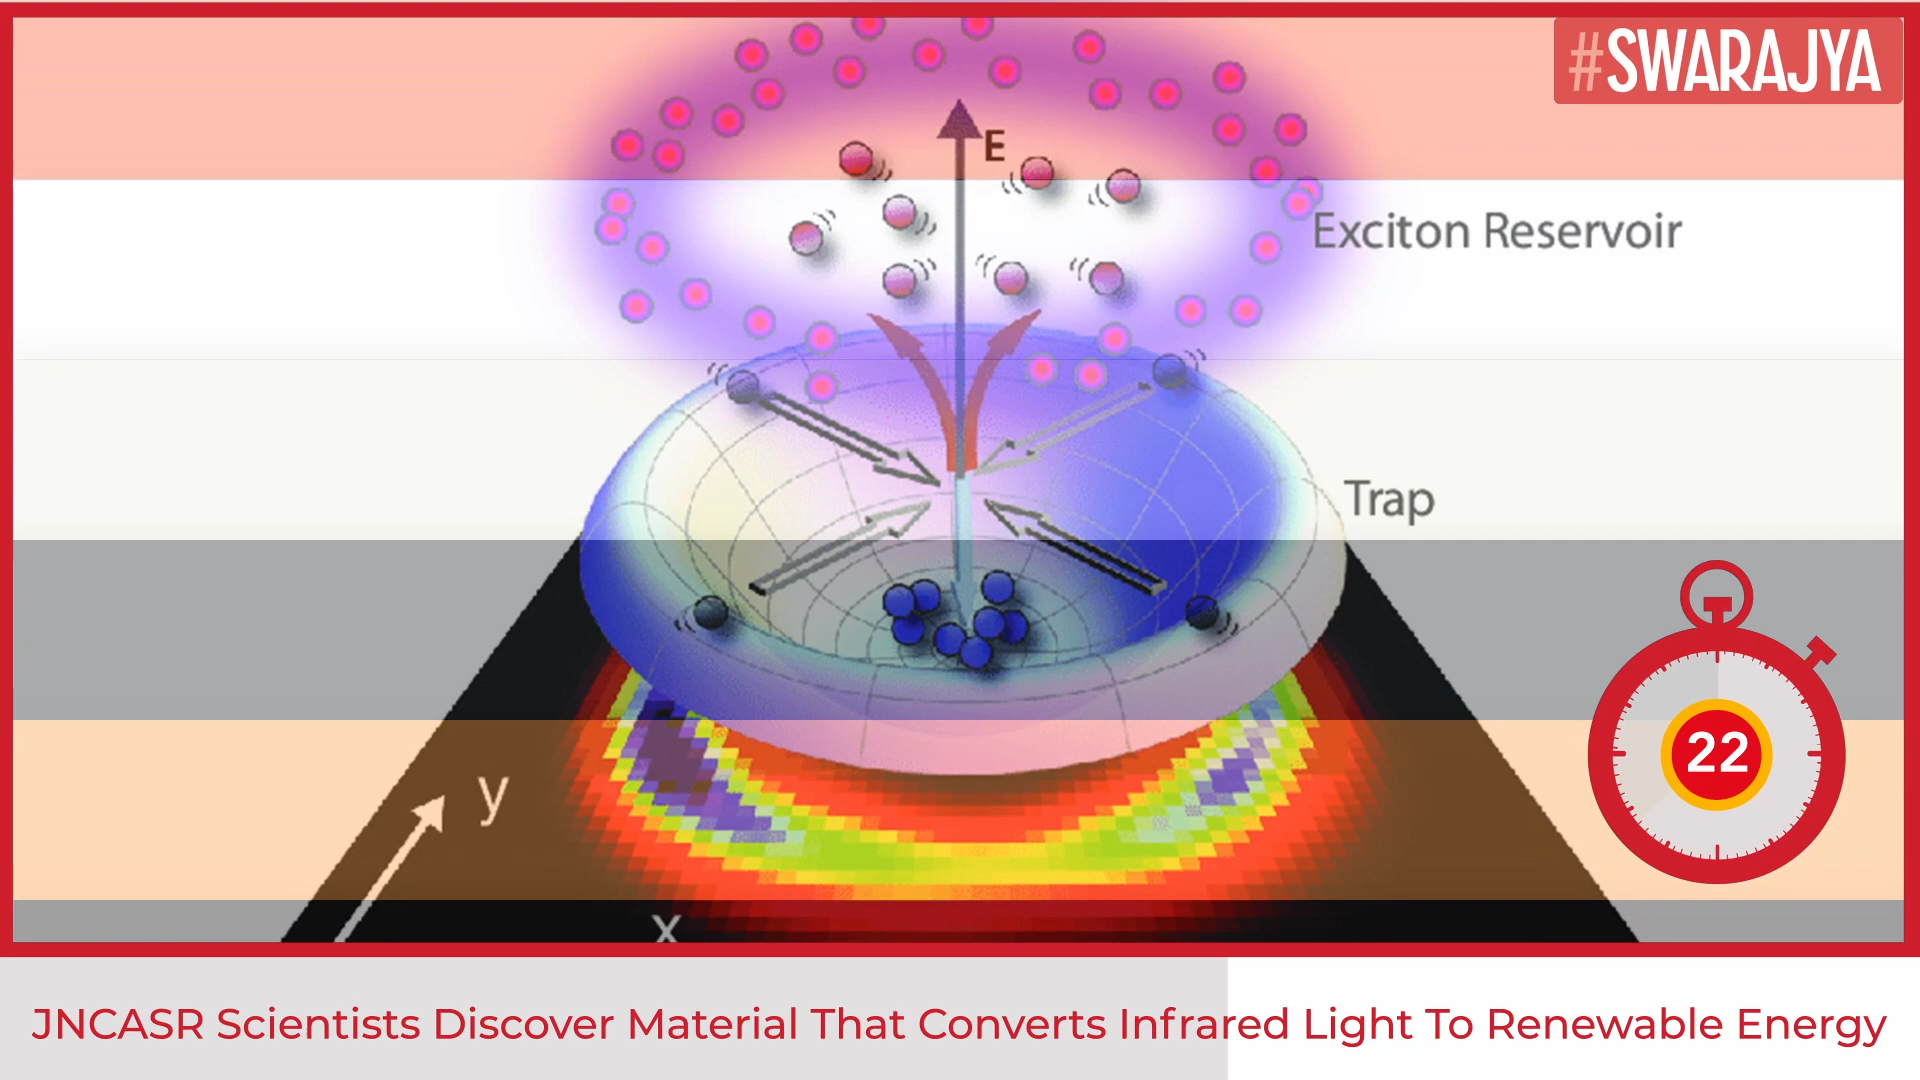 #SWARAJYA
E
Exciton Reservoir
Trap
22
y
x
JNCASR Scientists Discover Material That Converts Infrared Light To Renewable Energy